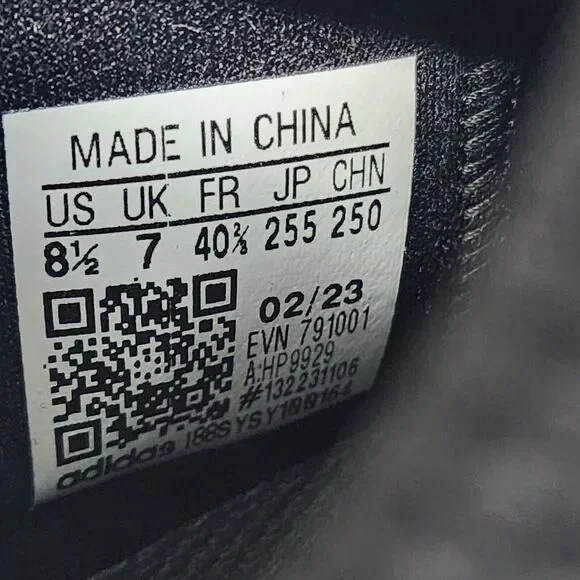 MADE IN CHINA
US UK FR JP CHN
8½ 7 40⅔ 255 250
02/23
EVN 791001
A:HP9929
#132231106
adidas